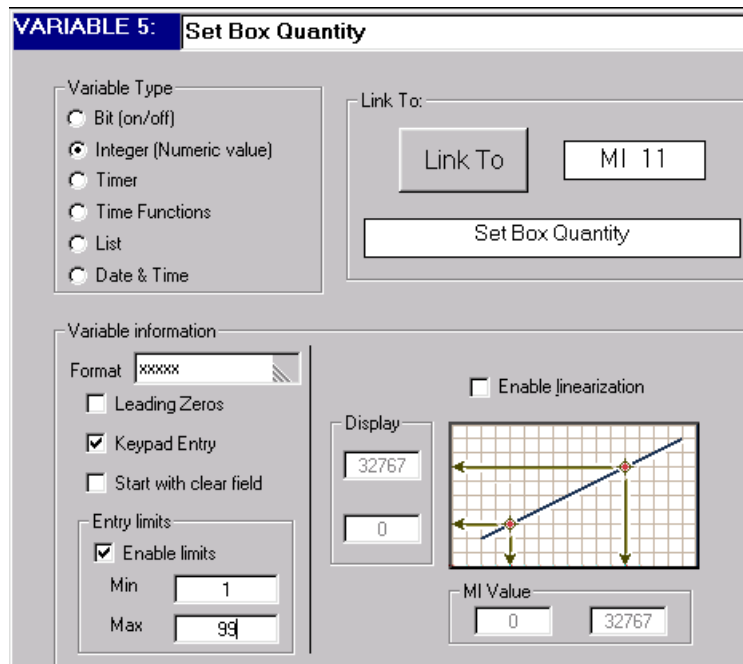 VARIABLE 5: Set Box Quantity
Variable Type
Bit (on/off)
Integer (Numeric value)
Timer
Time Functions
List
Date & Time
Link To:
Link To MI 11
Set Box Quantity
Variable information
Format xxxxx
Leading Zeros
Keypad Entry
Start with clear field
Entry limits
Enable limits
Min 1
Max 99
Enable linearization
Display
32767
0
MI Value
0 32767